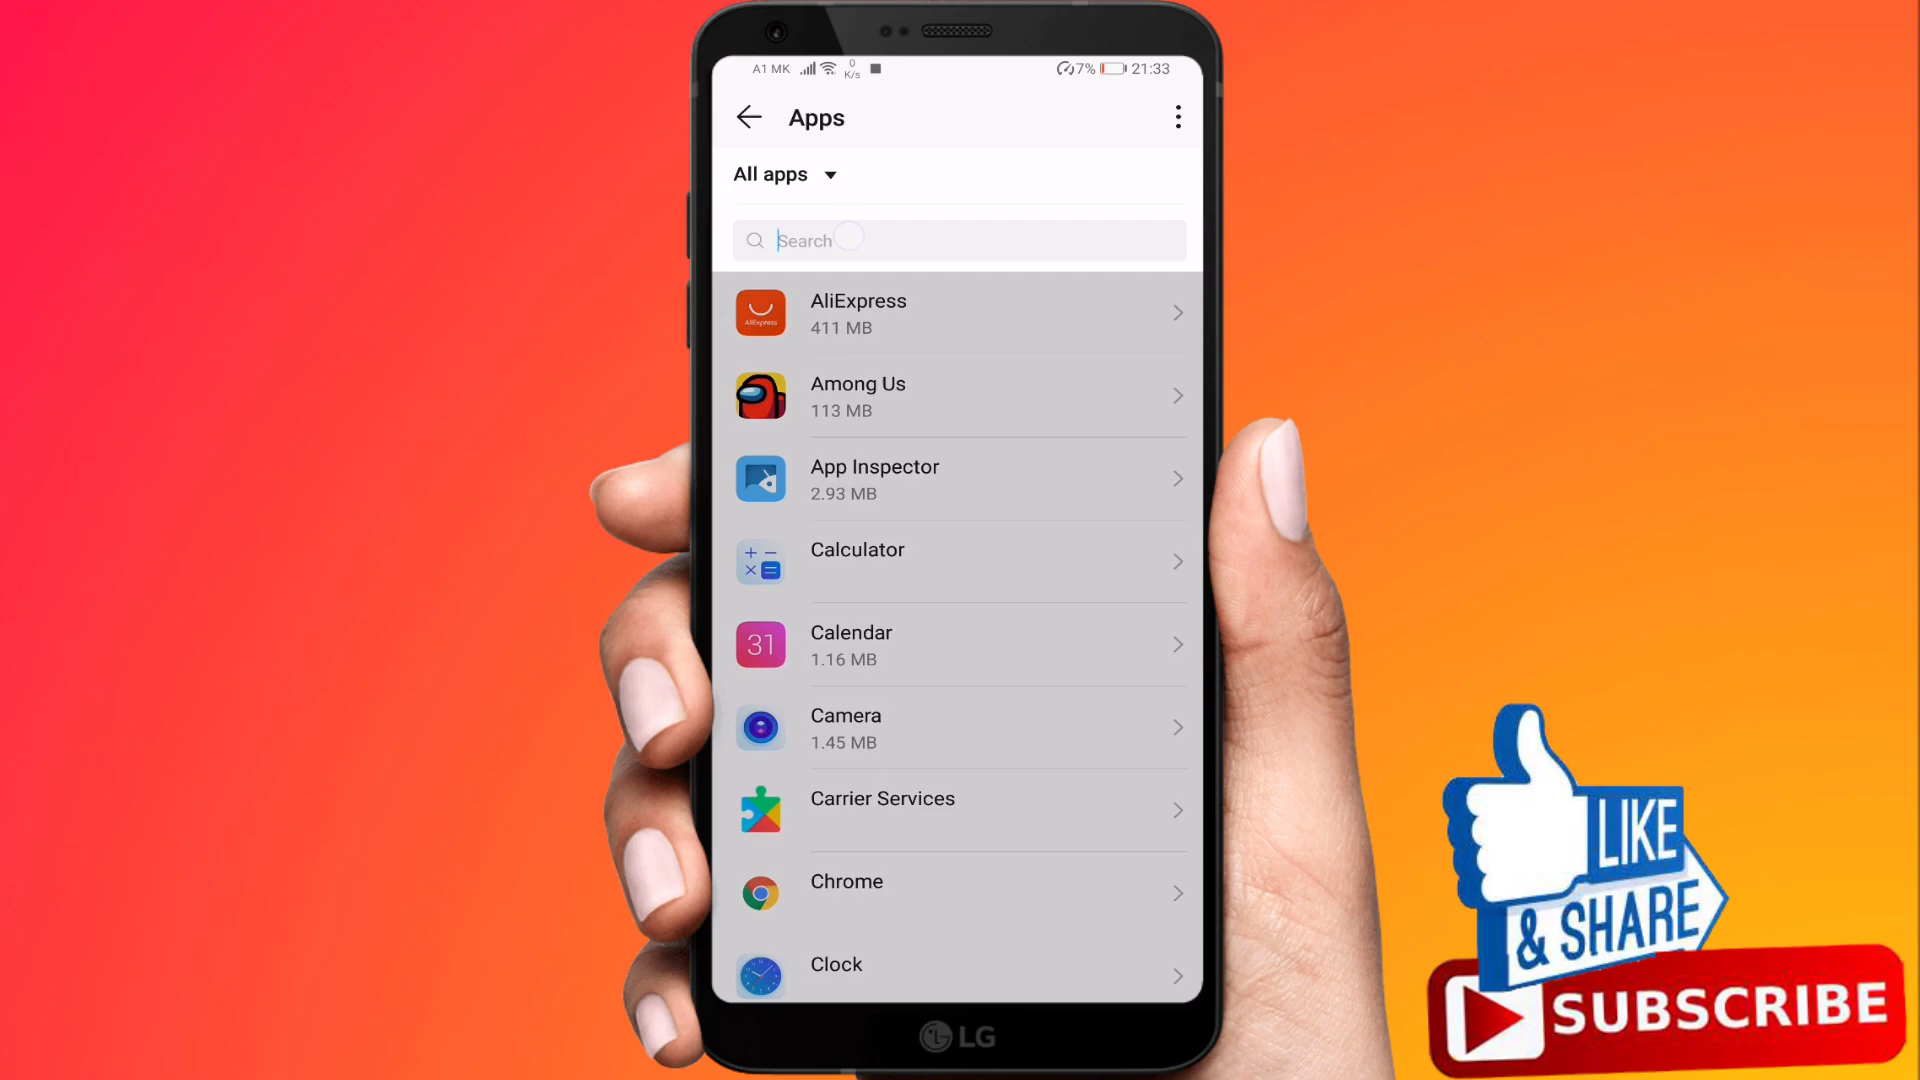 A1 MK 0 K/s 7% 21:33
Apps
All apps
Search
AliExpress
AliExpress
411 MB
Among Us
113 MB
App Inspector
2.93 MB
Calculator
31
Calendar
1.16 MB
Camera
1.45 MB
Carrier Services
Chrome
Clock
LG
LIKE
& SHARE
SUBSCRIBE